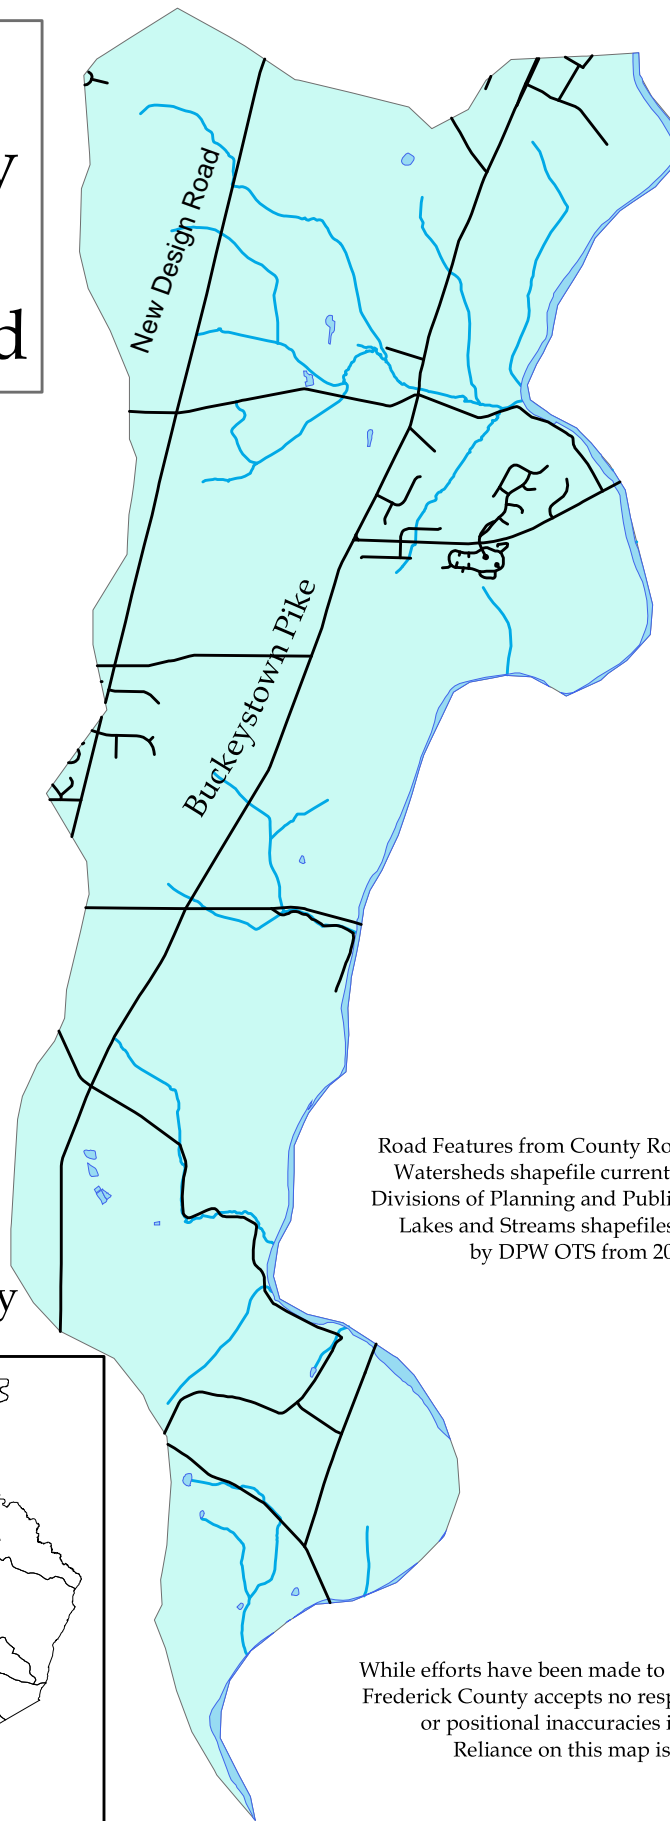 y
d
New Design Road
Buckeystown Pike
Road Features from County Ro
Watersheds shapefile current
Divisions of Planning and Publi
Lakes and Streams shapefiles
by DPW OTS from 20
y
While efforts have been made to
Frederick County accepts no resp
or positional inaccuracies i
Reliance on this map is